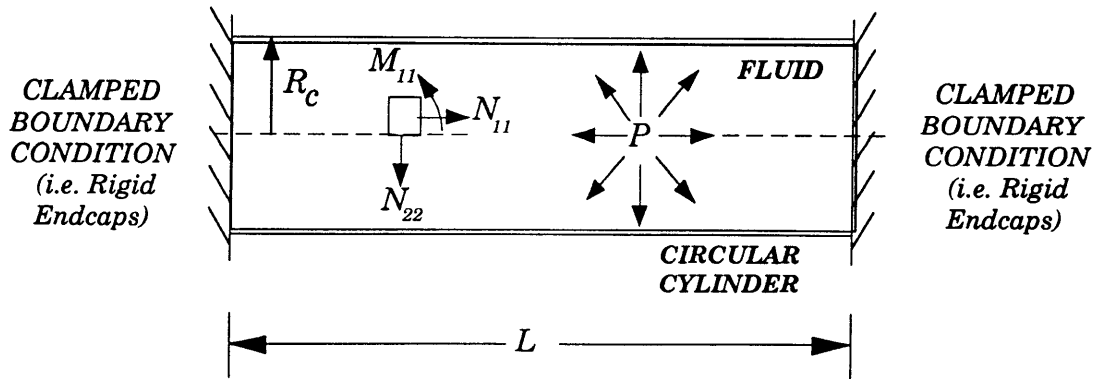 CLAMPED
BOUNDARY
CONDITION
(i.e. Rigid
Endcaps)
R_c
M_11
N_11
N_22
P
FLUID
CLAMPED
BOUNDARY
CONDITION
(i.e. Rigid
Endcaps)
CIRCULAR
CYLINDER
L